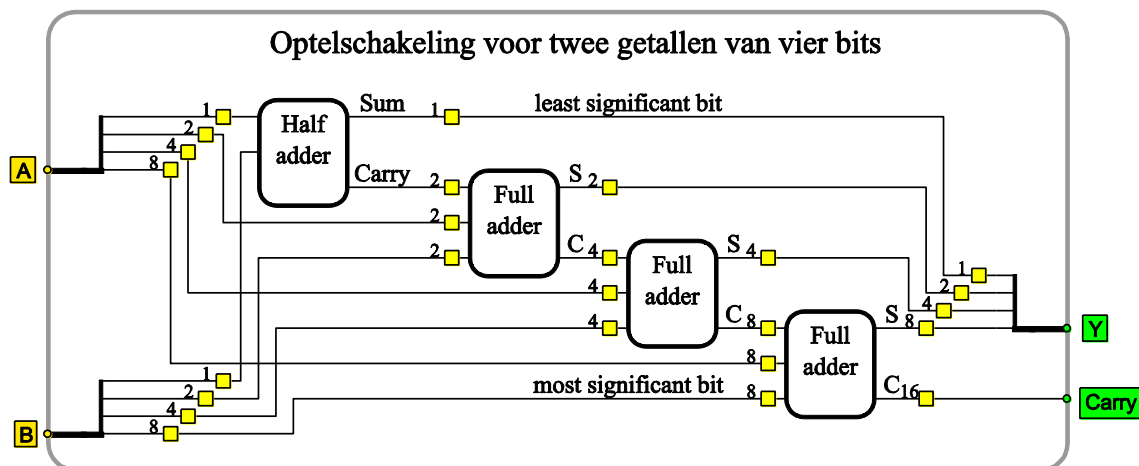 Optelschakeling voor twee getallen van vier bits
Sum
1
least significant bit
1
2
4
8
A
Half
adder
Carry
2
2
2
Full
adder
S 2
C 4
4
4
Full
adder
S 4
C 8
8
most significant bit
8
Full
adder
S 8
C16
1
2
4
Y
Carry
1
2
4
8
B